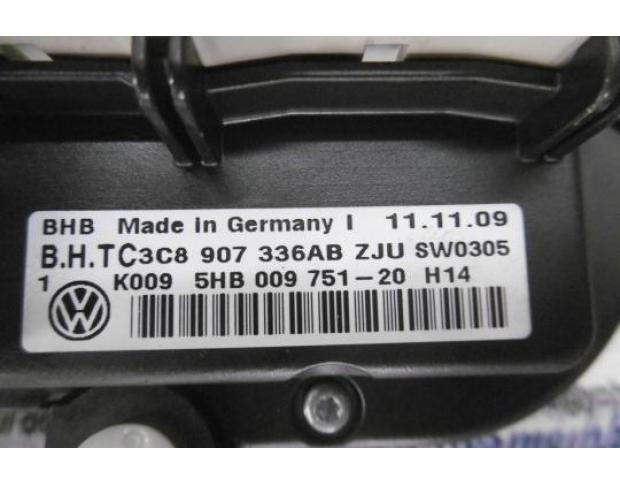 BHB Made in Germany I 11.11.09
B.H.TC3C8 907 336AB ZJU SW0305
1 K009 5HB 009 751-20 H14